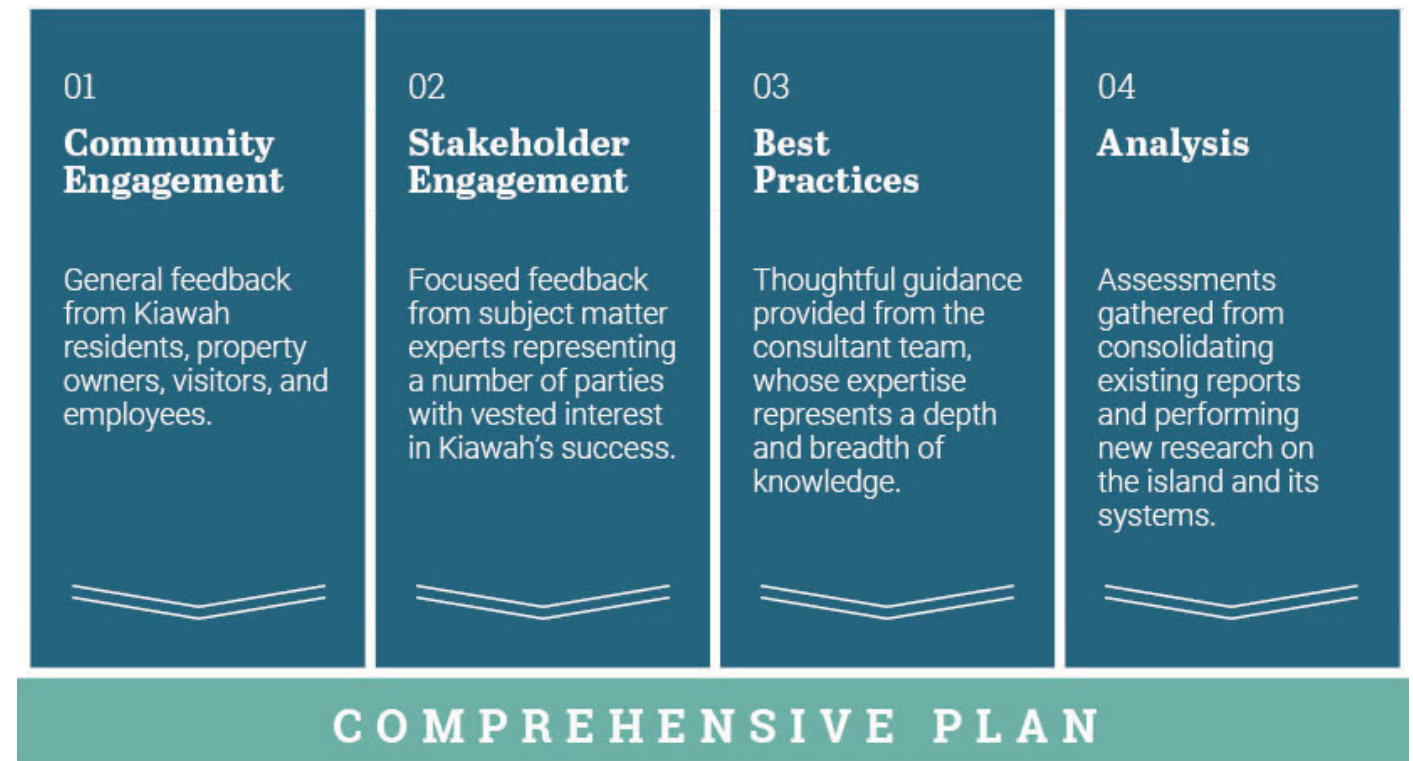 01
Community
Engagement
General feedback
from Kiawah
residents, property
owners, visitors, and
employees.
02
Stakeholder
Engagement
Focused feedback
from subject matter
experts representing
a number of parties
with vested interest
in Kiawah’s success.
03
Best
Practices
Thoughtful guidance
provided from the
consultant team,
whose expertise
represents a depth
and breadth of
knowledge.
04
Analysis
Assessments
gathered from
consolidating
existing reports
and performing
new research on
the island and its
systems.
COMPREHENSIVE PLAN